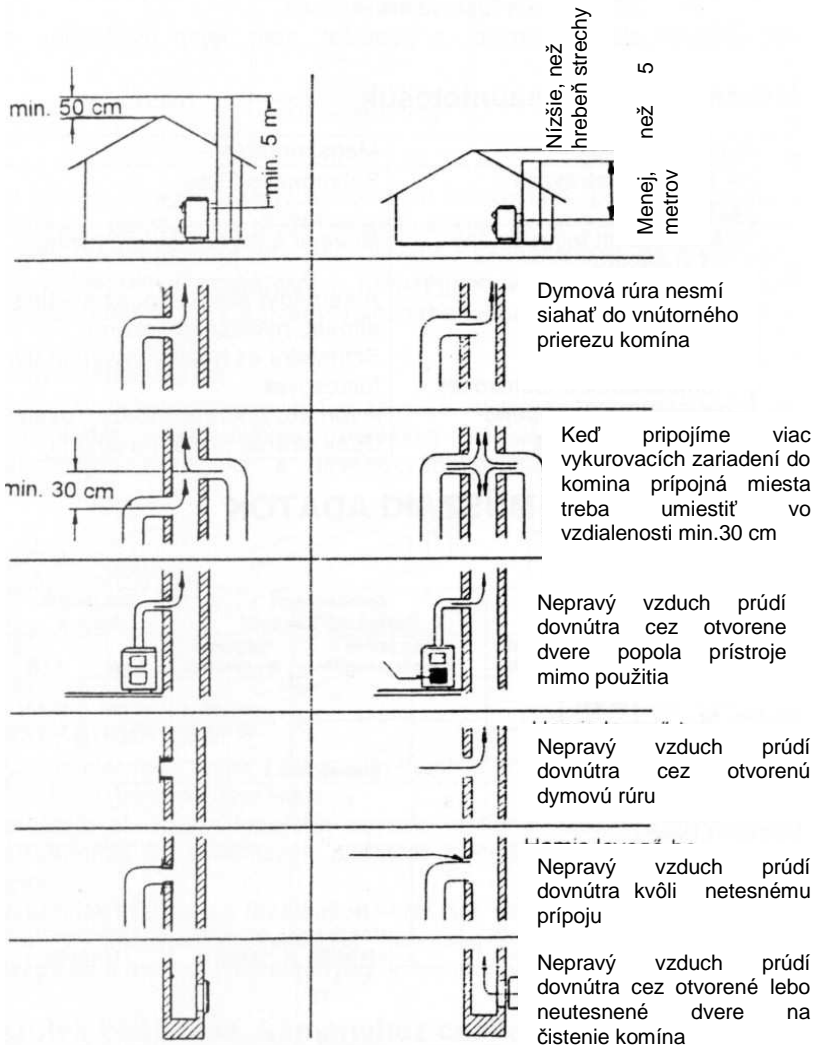 min. 50 cm
min. 5 m
Nízšie, než
hrebeň strechy
Menej, než 5
metrov
Dymová rúra nesmí
siahať do vnútorného
prierezu komína
min. 30 cm
Keď pripojíme viac
vykurovacích zariadení do
komina prípojná miesta
treba umiestiť vo
vzdialenosti min.30 cm
Nepravý vzduch prúdí
dovnútra cez otvorene
dvere popola prístroje
mimo použitia
Nepravý vzduch prúdí
dovnútra cez otvorenú
dymovú rúru
Nepravý vzduch prúdí
dovnútra kvôli netesnému
prípoju
Nepravý vzduch prúdí
dovnútra cez otvorené lebo
neutesnené dvere na
čistenie komína